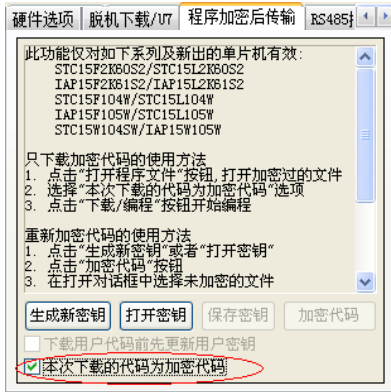 硬件选项 脱机下载/U7 程序加密后传输 RS485
此功能仅对如下系列及新出的单片机有效:
STC15F2K60S2/STC15L2K60S2
IAP15F2K61S2/IAP15L2K61S2
STC15F104W/STC15L104W
IAP15F105W/STC15L105W
STC15W104SW/IAP15W105W
只下载加密代码的使用方法
1. 点击"打开程序文件"按钮,打开加密过的文件
2. 选择"本次下载的代码为加密代码"选项
3. 点击"下载/编程"按钮开始编程
重新加密代码的使用方法
1. 点击"生成新密钥"或者"打开密钥"
2. 点击"加密代码"按钮
3. 在打开对话框中选择未加密的文件
生成新密钥 打开密钥 保存密钥 加密代码
下载用户代码前先更新用户密钥
本次下载的代码为加密代码